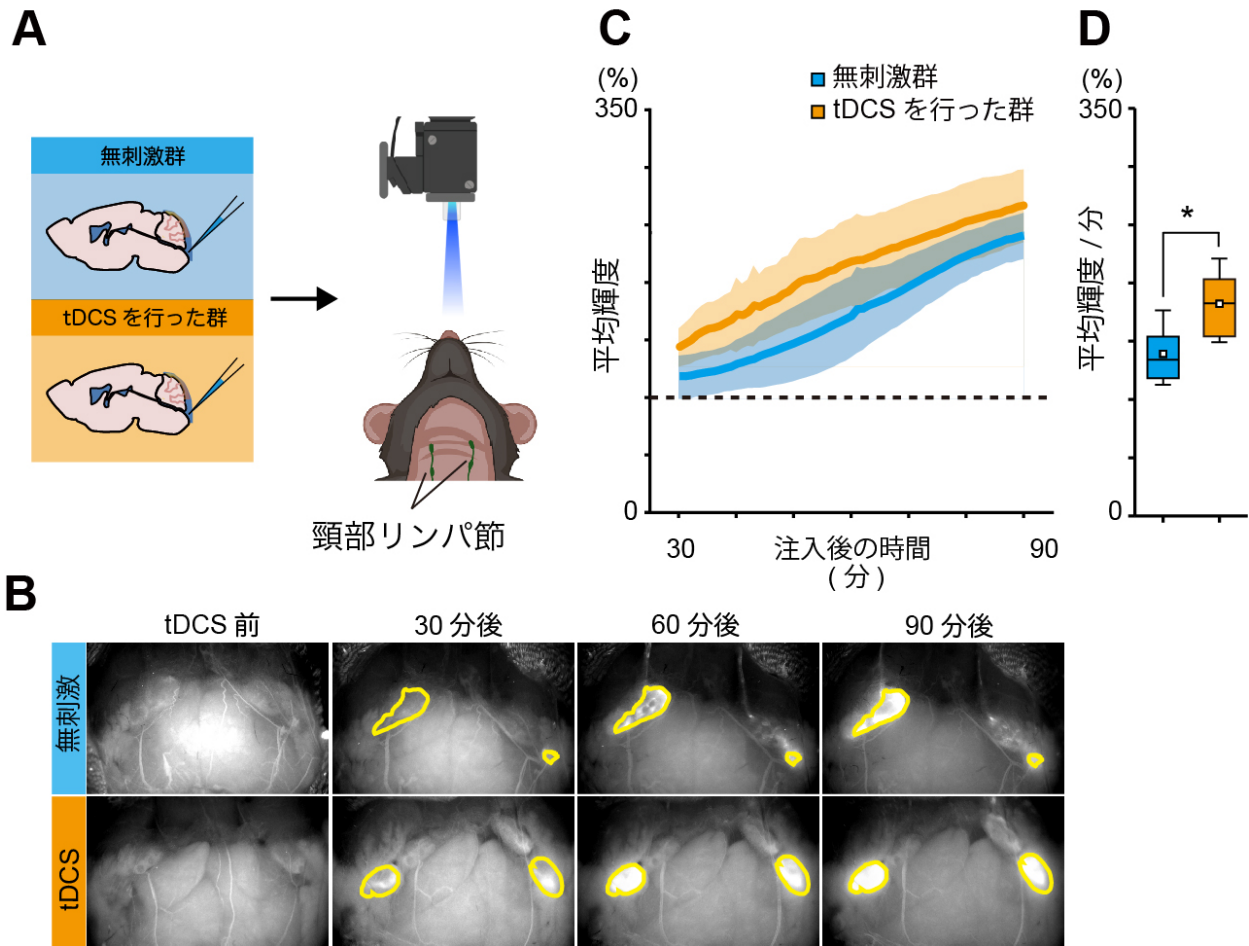 A
無刺激群
tDCS を行った群
頸部リンパ節
C
(%)
350
無刺激群
tDCS を行った群
平均輝度
0
30
注入後の時間
( 分 )
90
D
(%)
350
平均輝度 / 分
*
0
B
tDCS 前
30 分後
60 分後
90 分後
無刺激
tDCS